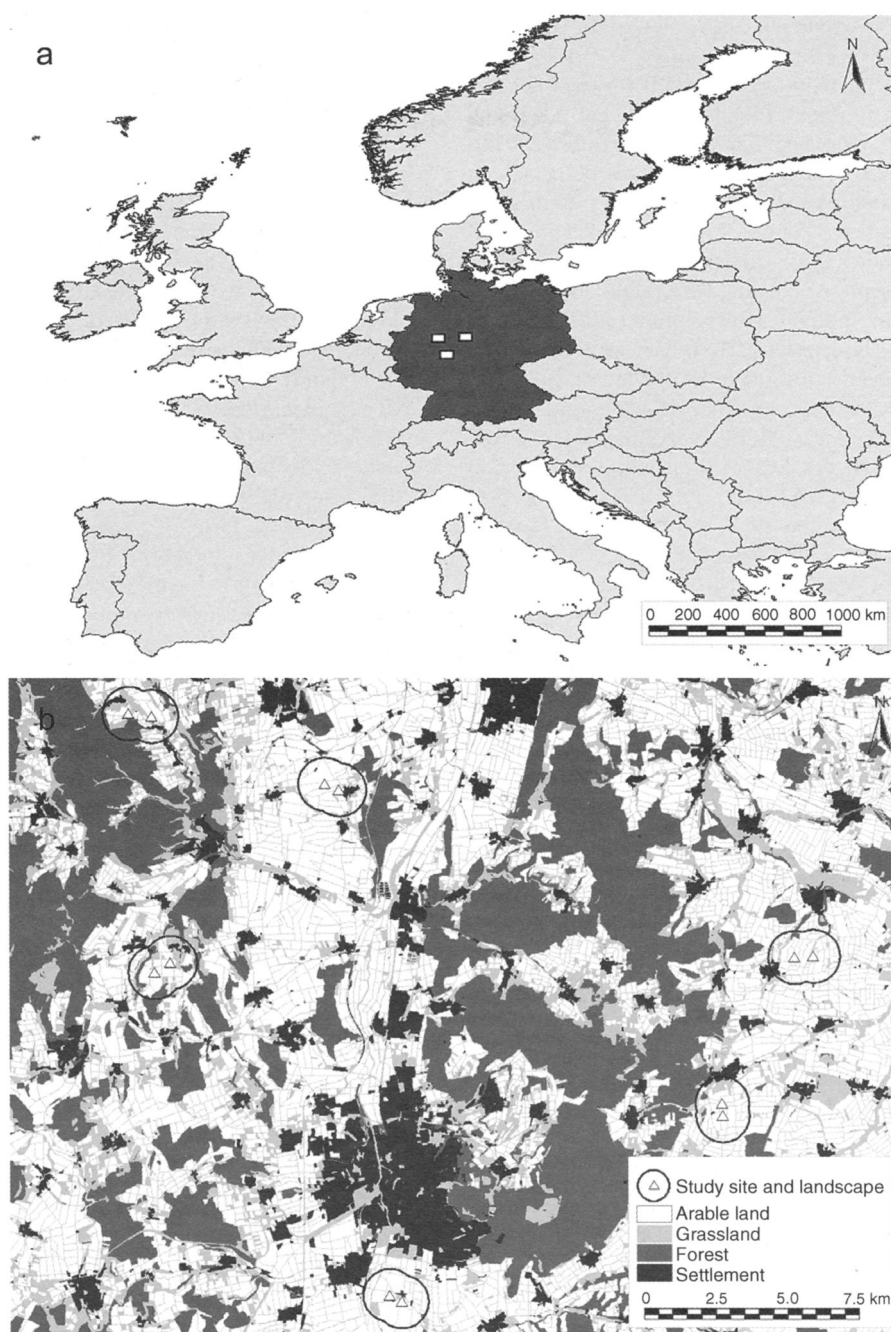 a
N
0 200 400 600 800 1000 km
b
N
Study site and landscape
Arable land
Grassland
Forest
Settlement
0 2.5 5.0 7.5 km